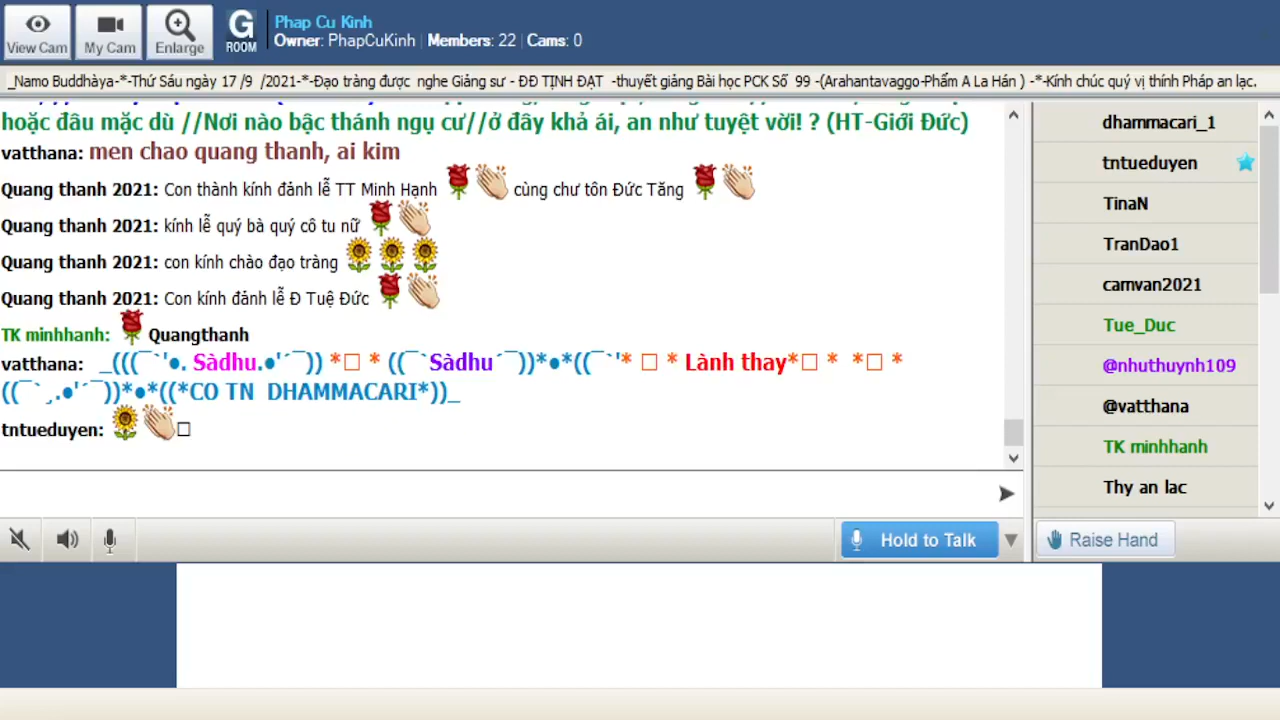 View Cam
My Cam
Enlarge
G
ROOM
Phap Cu Kinh
Owner: PhapCuKinh | Members: 22 | Cams: 0
_Namo Buddhàya-*-Thứ Sáu ngày 17 /9 /2021-*-Đạo tràng được nghe Giảng sư - ĐĐ TỊNH ĐẠT -thuyết giảng Bài học PCK Số 99 -(Arahantavaggo-Phẩm A La Hán ) -*-Kính chúc quý vị thính Pháp an lạc.
hoặc đâu mặc dù //Nơi nào bậc thánh ngụ cư//ở đây khả ái, an như tuyệt vời! ? (HT-Giới Đức)
vatthana: men chao quang thanh, ai kim
Quang thanh 2021: Con thành kính đảnh lễ TT Minh Hạnh 🌹👏 cùng chư tôn Đức Tăng 🌹👏
Quang thanh 2021: kính lễ quý bà quý cô tu nữ 🌹👏
Quang thanh 2021: con kính chào đạo tràng 🌻🌻🌻
Quang thanh 2021: Con kính đảnh lễ Đ Tuệ Đức 🌹👏
TK minhhanh: 🌹Quangthanh
vatthana: _(((¯`'●. Sàdhu.●'´¯)) *□ * ((¯`Sàdhu´¯))*●*((¯`'* □ * Lành thay*□ * *□ *
((¯`¸.●'´¯))*●*((*CO TN DHAMMACARI*))_
tntueduyen: 🌻👏□
Hold to Talk
dhammacari_1
tntueduyen
TinaN
TranDao1
camvan2021
Tue_Duc
@nhuthuynh109
@vatthana
TK minhhanh
Thy an lac
Raise Hand